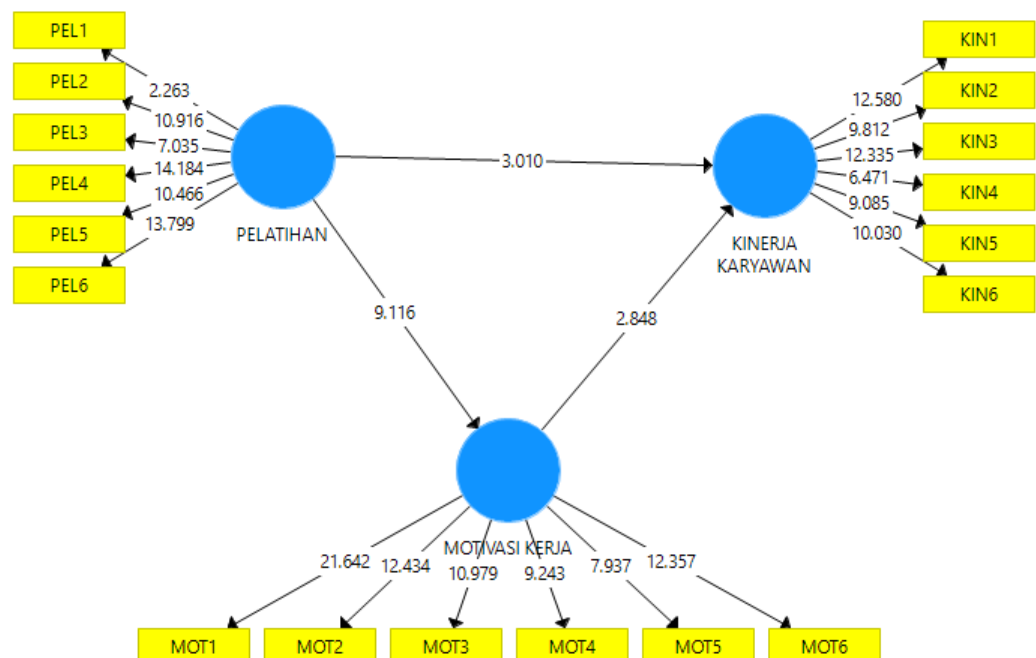 PEL1
PEL2
PEL3
PEL4
PEL5
PEL6
2.263
10.916
7.035
14.184
10.466
13.799
PELATIHAN
3.010
KINERJA
KARYAWAN
12.580
9.812
12.335
6.471
9.085
10.030
KIN1
KIN2
KIN3
KIN4
KIN5
KIN6
9.116
2.848
MOTIVASI KERJA
21.642
12.434
10.979
9.243
7.937
12.357
MOT1
MOT2
MOT3
MOT4
MOT5
MOT6